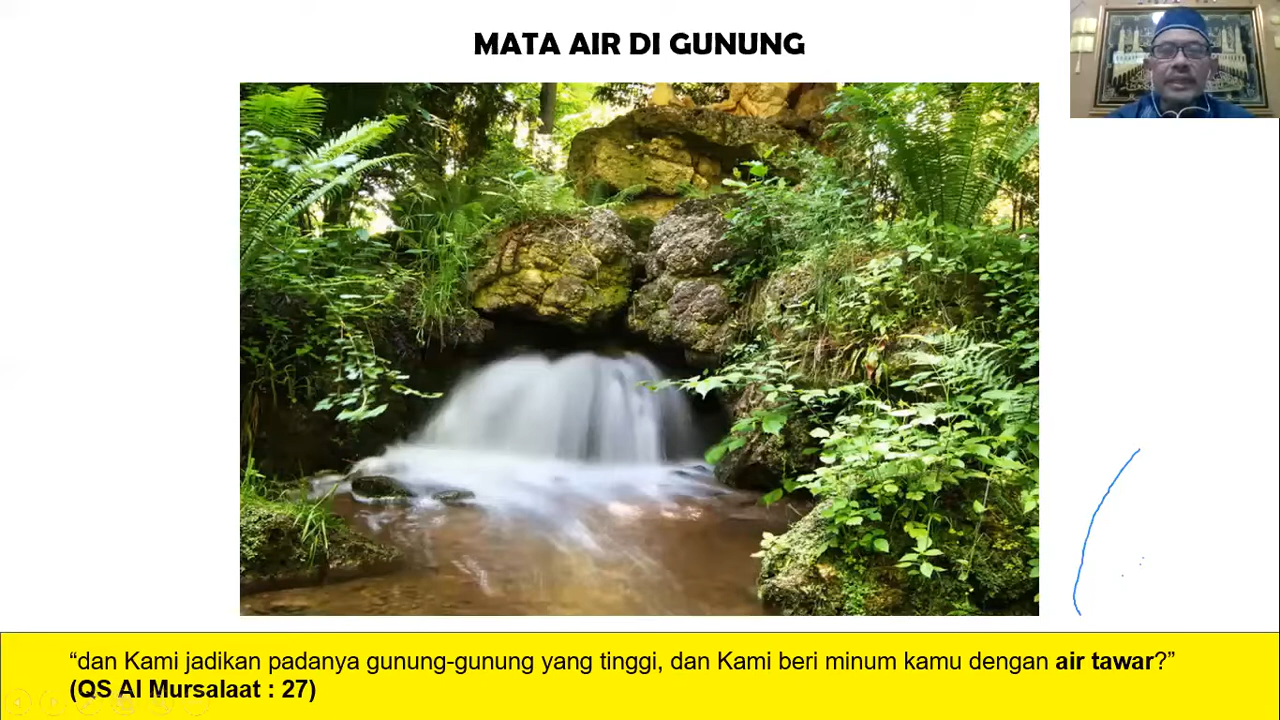 MATA AIR DI GUNUNG
“dan Kami jadikan padanya gunung-gunung yang tinggi, dan Kami beri minum kamu dengan air tawar?”
(QS Al Mursalaat : 27)